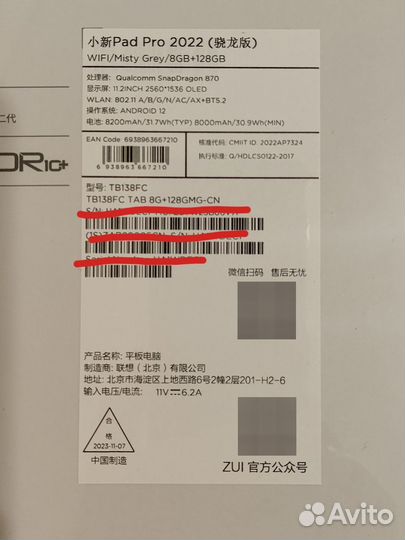 小新Pad Pro 2022 (骁龙版)
WIFI/Misty Grey/8GB+128GB
处理器: Qualcomm SnapDragon 870
显示屏: 11.2INCH 2560*1536 OLED
WLAN: 802.11 A/B/G/N/AC/AX+BT5.2
操作系统: ANDROID 12
电池: 8200mAh/31.7Wh(TYP) 8000mAh/30.9Wh(MIN)
二代
EAN Code: 6938963667210
6 938963 667210
核准代码: CMIIT ID: 2022AP7324
执行标准: Q/HDLCS0122-2017
DR10+
型号: TB138FC
TB138FC TAB 8G+128GMG-CN
微信扫码 售后无忧
产品名称: 平板电脑
制造商: 联想（北京）有限公司
地址: 北京市海淀区上地西路6号2幢2层201-H2-6
输入电压/电流: 11V⎓6.2A
合
格
2023-11-07
中国制造
ZUI 官方公众号
Avito